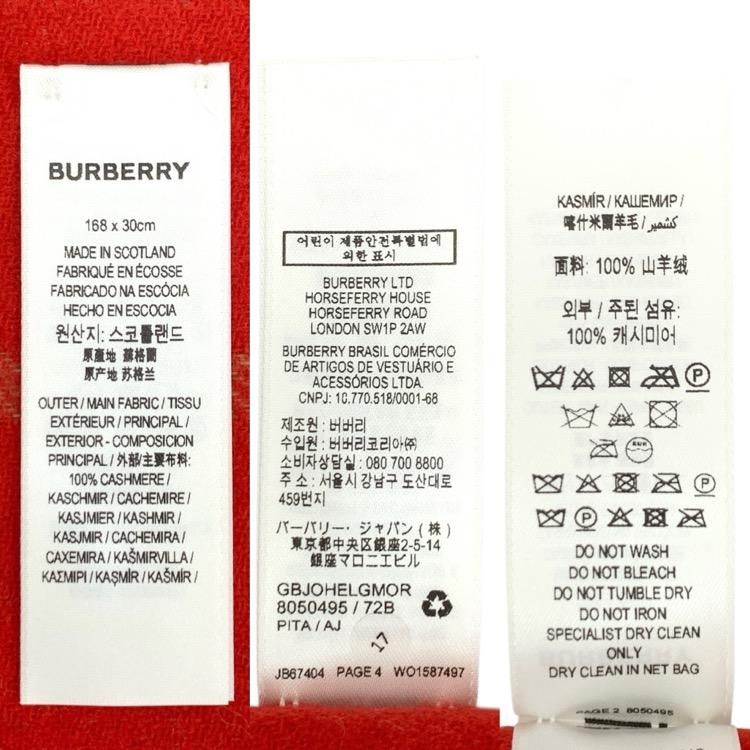 BURBERRY
168 x 30cm
MADE IN SCOTLAND
FABRIQUÉ EN ÉCOSSE
FABRICADO NA ESCÓCIA
HECHO EN ESCOCIA
원산지: 스코틀랜드
原產地 蘇格蘭
原产地 苏格兰
OUTER / MAIN FABRIC / TISSU
EXTÉRIEUR / PRINCIPAL /
EXTERIOR - COMPOSICION
PRINCIPAL / 外部/主要布料:
100% CASHMERE /
KASCHMIR / CACHEMIRE /
KASJMIER / KASHMIR /
KASJMIR / CACHEMIRA /
CAXEMIRA / KAŠMIRVILLA /
ΚΑΣΜΙΡΙ / KAŞMİR / KAŠMÍR /
어린이 제품안전특별법에
의한 표시
BURBERRY LTD
HORSEFERRY HOUSE
HORSEFERRY ROAD
LONDON SW1P 2AW
BURBERRY BRASIL COMÉRCIO
DE ARTIGOS DE VESTUÁRIO E
ACESSÓRIOS LTDA.
CNPJ: 10.770.518/0001-68
제조원 : 버버리
수입원 : 버버리코리아㈜
소비자상담실 : 080 700 8800
주소 : 서울시 강남구 도산대로
459번지
バーバリー・ジャパン (株)
東京都中央区銀座2-5-14
銀座マロニエビル
GBJOHELGMOR
8050495 / 72B
PITA / AJ
17
JB67404 PAGE 4 WO1587497
KAŞMİR / КАШЕМИР /
喀什米爾羊毛 / كشمير
面料: 100% 山羊绒
외부 / 주된 섬유:
100% 캐시미어
DO NOT WASH
DO NOT BLEACH
DO NOT TUMBLE DRY
DO NOT IRON
SPECIALIST DRY CLEAN
ONLY
DRY CLEAN IN NET BAG
PAGE 2 8050495